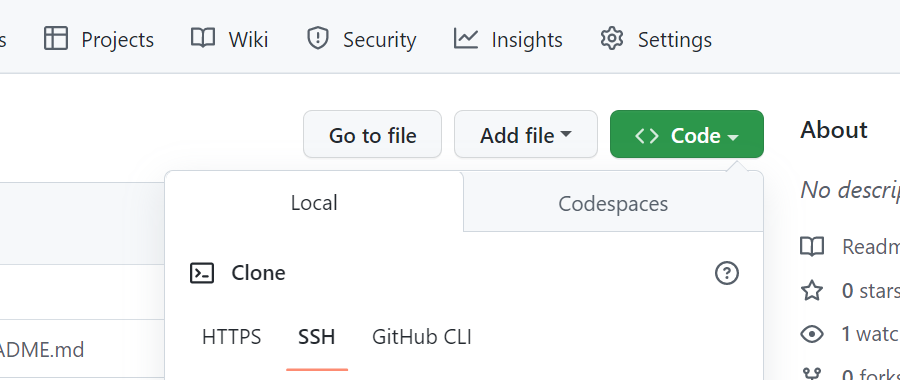 s Projects Wiki Security Insights Settings
Go to file Add file <> Code About
Local Codespaces No descrip
Clone Readm
0 stars
HTTPS SSH GitHub CLI 1 watc
ADME.md
0 forks